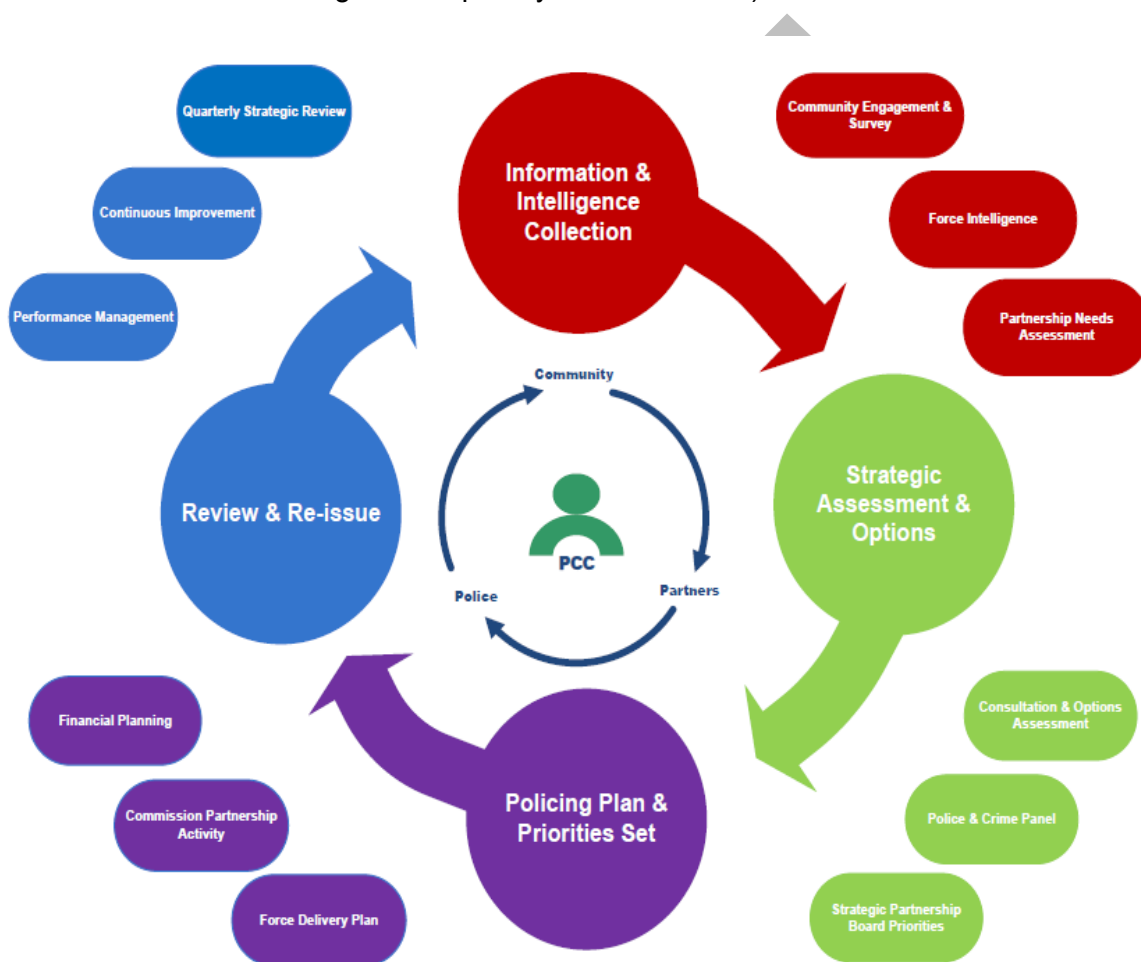 Quarterly Strategic Review
Community Engagement &
Survey
Information &
Intelligence
Collection
Continuous Improvement
Force Intelligence
Performance Management
Partnership Needs
Assessment
Community
Strategic
Assessment &
Options
Review & Re-issue
PCC
Police
Partners
Consultation & Options
Assessment
Financial Planning
Policing Plan &
Priorities Set
Commission Partnership
Activity
Police & Crime Panel
Force Delivery Plan
Strategic Partnership
Board Priorities